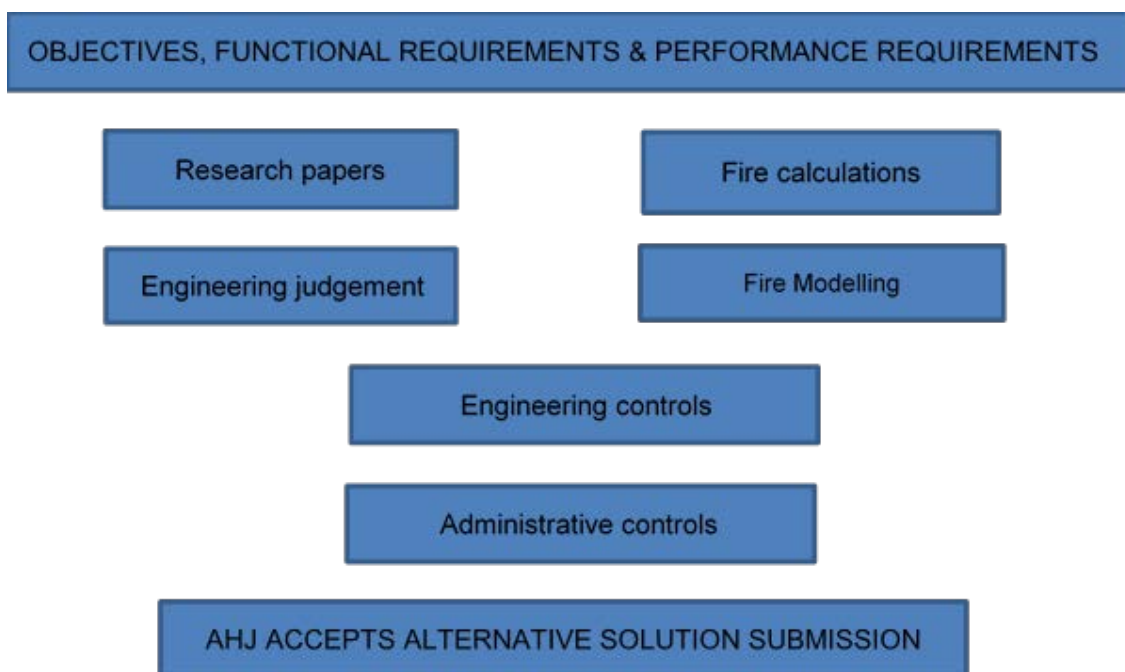 OBJECTIVES, FUNCTIONAL REQUIREMENTS & PERFORMANCE REQUIREMENTS
Research papers
Fire calculations
Engineering judgement
Fire Modelling
Engineering controls
Administrative controls
AHJ ACCEPTS ALTERNATIVE SOLUTION SUBMISSION